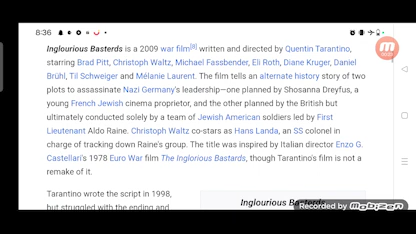 8:36
Inglourious Basterds is a 2009 war film[8] written and directed by Quentin Tarantino,
starring Brad Pitt, Christoph Waltz, Michael Fassbender, Eli Roth, Diane Kruger, Daniel
Brühl, Til Schweiger and Mélanie Laurent. The film tells an alternate history story of two
plots to assassinate Nazi Germany's leadership—one planned by Shosanna Dreyfus, a
young French Jewish cinema proprietor, and the other planned by the British but
ultimately conducted solely by a team of Jewish American soldiers led by First
Lieutenant Aldo Raine. Christoph Waltz co-stars as Hans Landa, an SS colonel in
charge of tracking down Raine's group. The title was inspired by Italian director Enzo G.
Castellari's 1978 Euro War film The Inglorious Bastards, though Tarantino's film is not a
remake of it.
Tarantino wrote the script in 1998,
but struggled with the ending and
Inglourious Basterds
Recorded by Mobizen